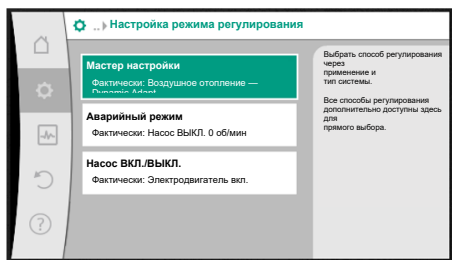 .. Настройка режима регулирования
Мастер настройки
Фактически: Воздушное отопление —
Dynamic Adapt
Аварийный режим
Фактически: Насос ВЫКЛ. 0 об/мин
Насос ВКЛ./ВЫКЛ.
Фактически: Электродвигатель вкл.
Выбрать способ регулирования
через
применение и
тип системы.
Все способы регулирования
дополнительно доступны здесь
для
прямого выбора.
?